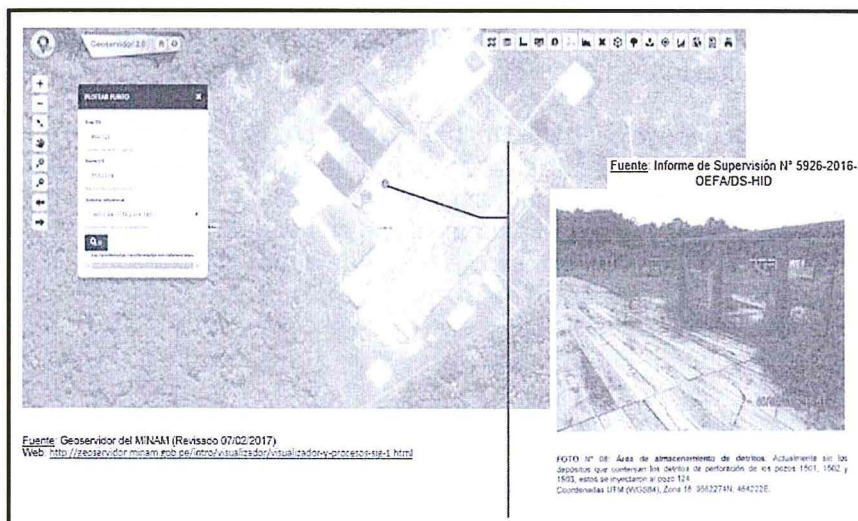 Geoservidor 2.0
PLOTEAR PUNTO
Fuente: Informe de Supervisión N° 5926-2016-
OEFA/DS-HID
Fuente: Geoservidor del MINAM (Revisado 07/02/2017)
Web: http://geoservidor.minam.gob.pe/intro/visualizador/visualizador-y-procesos-sig-1.html
FOTO N° 08: Área de almacenamiento de detritos. Actualmente sin los
depósitos que contenían los detritos de perforación de los pozos 1501, 1502 y
1503, estos se inyectaron al pozo 124.
Coordenadas UTM (WGS84), Zona 18: 9562274N, 464222E.